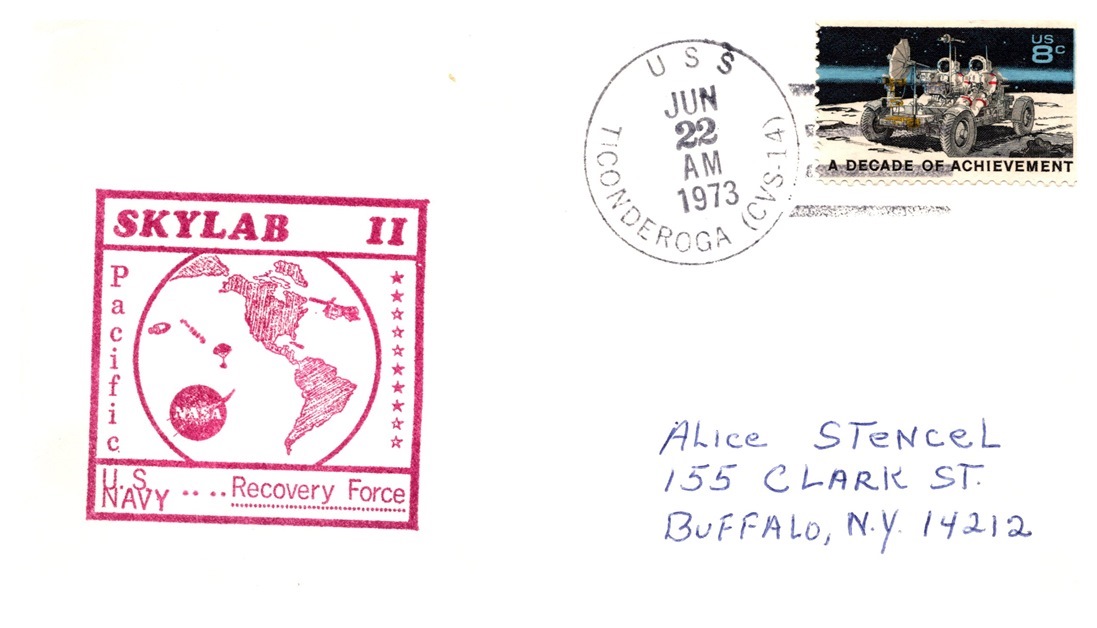 USS
JUN
22
AM
1973
TICONDEROGA (CVS-14)
US
8c
A DECADE OF ACHIEVEMENT
SKYLAB II
Pacific
NASA
U.S.
NAVY .. .. Recovery Force
ALice STeNCeL
155 CLARK ST.
BUFFALO, N.Y. 14212